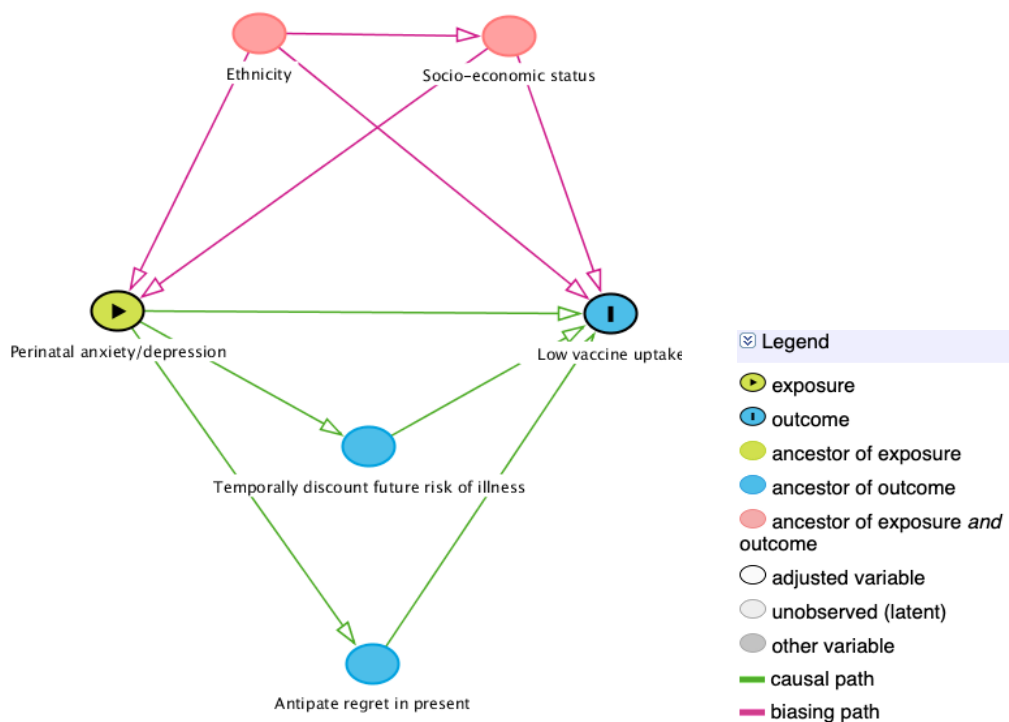 Ethnicity
Socio-economic status
Perinatal anxiety/depression
Low vaccine uptake
Temporally discount future risk of illness
Antipate regret in present
Legend
exposure
outcome
ancestor of exposure
ancestor of outcome
ancestor of exposure and
outcome
adjusted variable
unobserved (latent)
other variable
causal path
biasing path